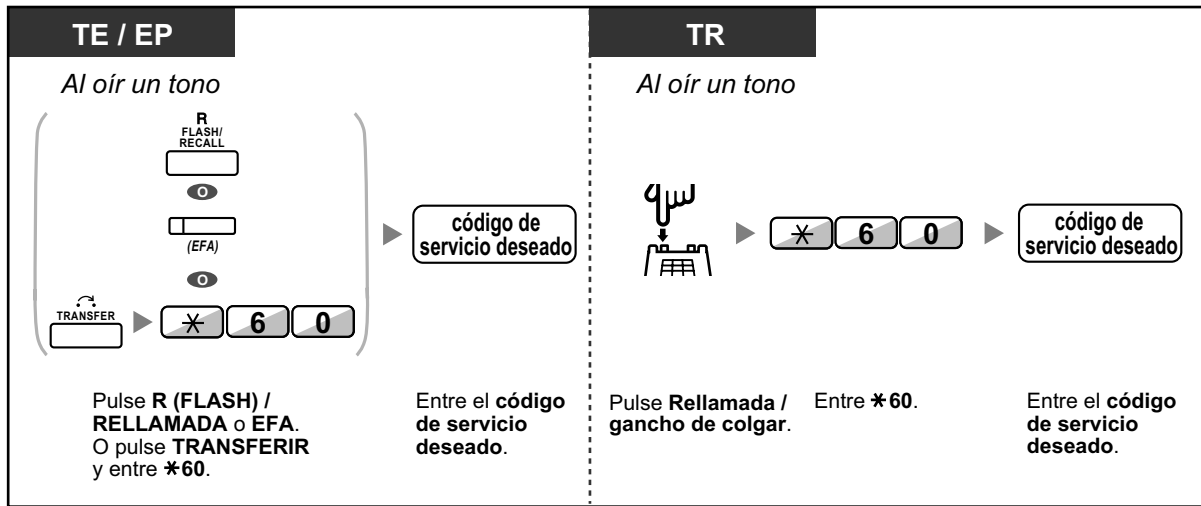 TE / EP
Al oír un tono
R
FLASH/
RECALL
O
(EFA)
O
TRANSFER
* 6 0
código de
servicio deseado
Pulse R (FLASH) /
RELLAMADA o EFA.
O pulse TRANSFERIR
y entre *60.
Entre el código
de servicio
deseado.
TR
Al oír un tono
* 6 0
código de
servicio deseado
Pulse Rellamada /
gancho de colgar.
Entre *60.
Entre el código
de servicio
deseado.